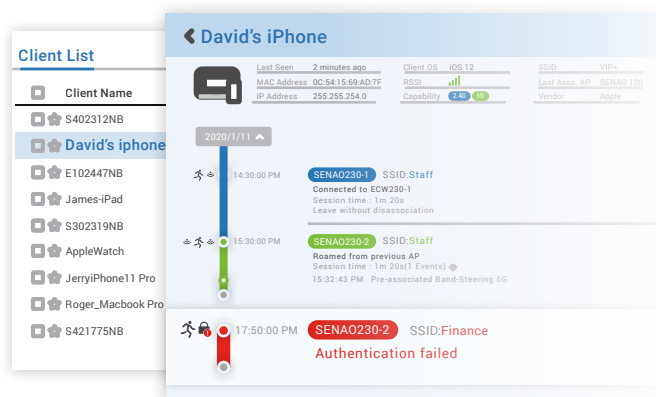 David's iPhone
Client List
Client Name
S402312NB
David's iphone
E102447NB
James-iPad
S302319NB
AppleWatch
JerryiPhone11 Pro
Roger_Macbook Pro
S421775NB
Last Seen 2 minutes ago
MAC Address 0C:54:15:69:AD:7F
IP Address 255.255.254.0
Client OS iOS 12
RSSI
Capability 2.4G 5G
SSID VIP+
Last Asso. AP SENAO 120
Vendor Apple
2020/1/11
14:30:00 PM SENAO230-1 SSID:Staff
Connected to ECW230-1
Session time : 1m 20s
Leave without disassociation
15:30:00 PM SENAO230-2 SSID:Staff
Roamed from previous AP
Session time : 1m 20s(1 Events)
15:32:43 PM Pre-associated Band-Steering 5G
17:50:00 PM SENAO230-2 SSID:Finance
Authentication failed